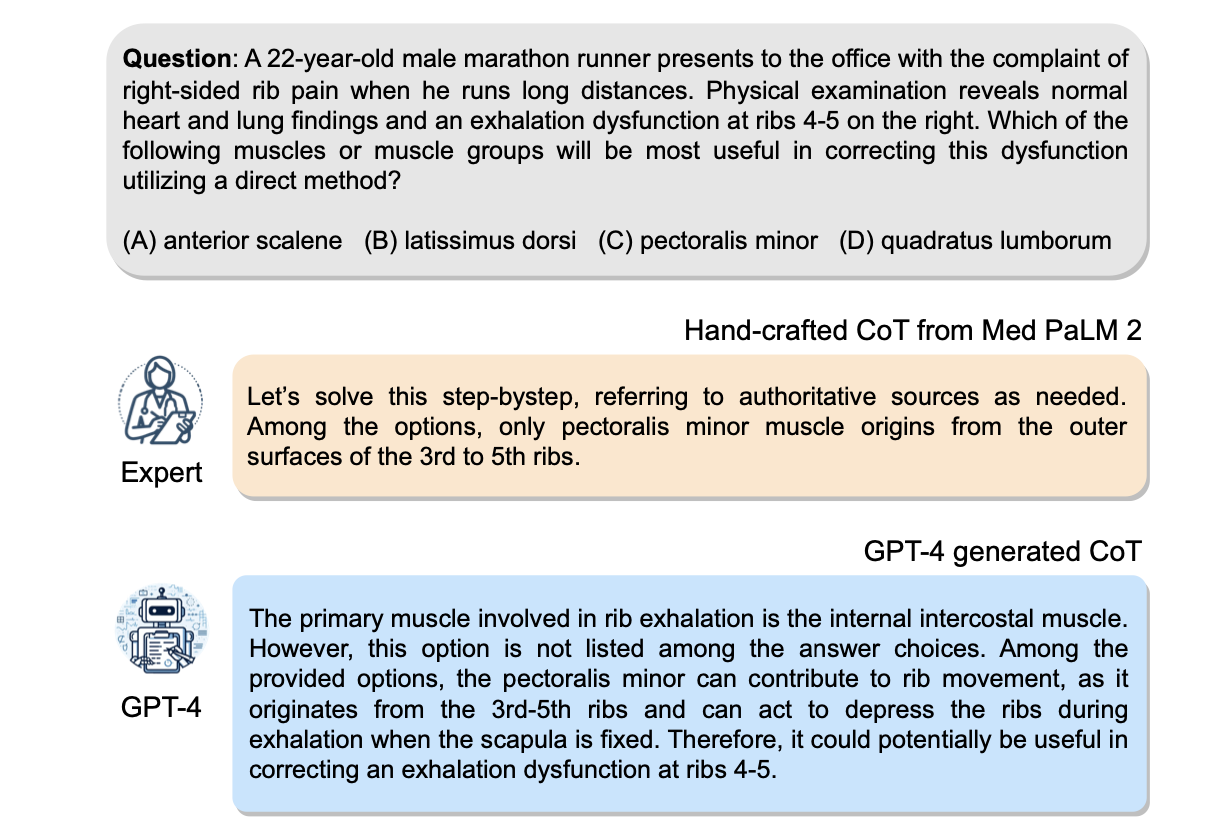 Question: A 22-year-old male marathon runner presents to the office with the complaint of
right-sided rib pain when he runs long distances. Physical examination reveals normal
heart and lung findings and an exhalation dysfunction at ribs 4-5 on the right. Which of the
following muscles or muscle groups will be most useful in correcting this dysfunction
utilizing a direct method?
(A) anterior scalene (B) latissimus dorsi (C) pectoralis minor (D) quadratus lumborum
Hand-crafted CoT from Med PaLM 2
Let’s solve this step-bystep, referring to authoritative sources as needed.
Among the options, only pectoralis minor muscle origins from the outer
surfaces of the 3rd to 5th ribs.
Expert
GPT-4 generated CoT
The primary muscle involved in rib exhalation is the internal intercostal muscle.
However, this option is not listed among the answer choices. Among the
provided options, the pectoralis minor can contribute to rib movement, as it
originates from the 3rd-5th ribs and can act to depress the ribs during
exhalation when the scapula is fixed. Therefore, it could potentially be useful in
correcting an exhalation dysfunction at ribs 4-5.
GPT-4